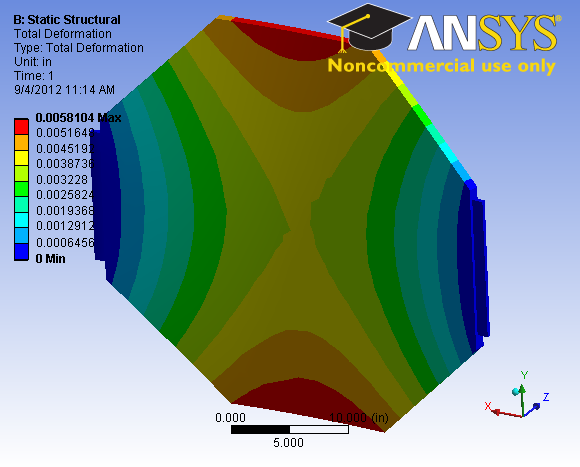 B: Static Structural
Total Deformation
Type: Total Deformation
Unit: in
Time: 1
9/4/2012 11:14 AM
ANSYS
Noncommercial use only
0.0058104 Max
0.0051648
0.0045192
0.0038736
0.003228
0.0025824
0.0019368
0.0012912
0.0006456
0 Min
0.000
10.000 (in)
5.000
Y
Z
X